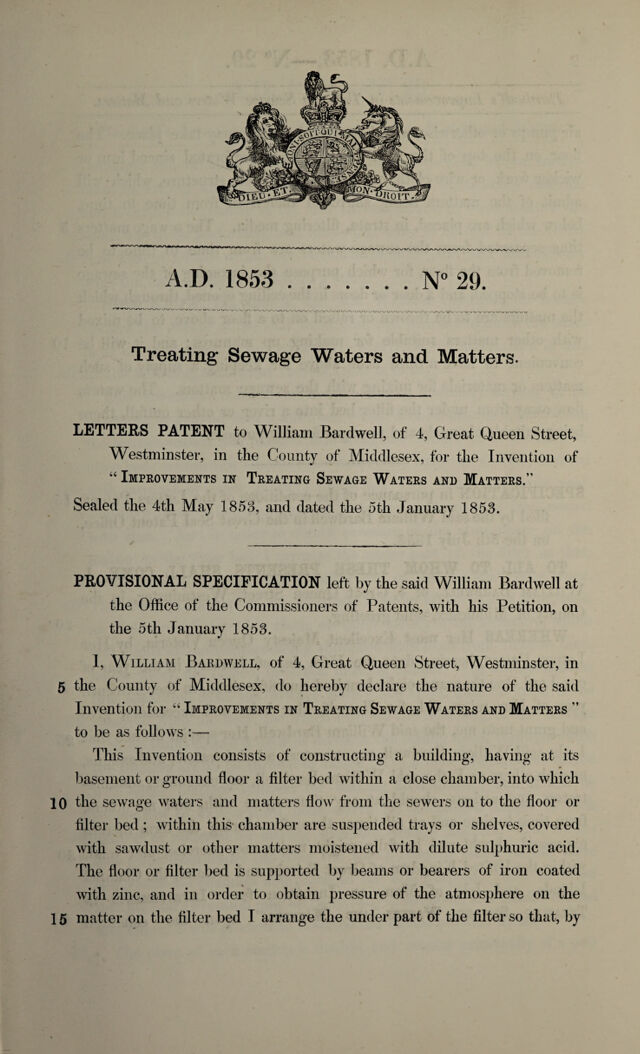 HONI SOIT QUI MAL
DIEU · ET · MON · DROIT ·
A.D. 1853 . . . . . . . Nº 29.
Treating Sewage Waters and Matters.
LETTERS PATENT to William Bardwell, of 4, Great Queen Street,
Westminster, in the County of Middlesex, for the Invention of
“ IMPROVEMENTS IN TREATING SEWAGE WATERS AND MATTERS.”
Sealed the 4th May 1853, and dated the 5th January 1853.
PROVISIONAL SPECIFICATION left by the said William Bardwell at
the Office of the Commissioners of Patents, with his Petition, on
the 5th January 1853.
I, WILLIAM BARDWELL, of 4, Great Queen Street, Westminster, in
5 the County of Middlesex, do hereby declare the nature of the said
Invention for “ IMPROVEMENTS IN TREATING SEWAGE WATERS AND MATTERS ”
to be as follows :—
This Invention consists of constructing a building, having at its
basement or ground floor a filter bed within a close chamber, into which
10 the sewage waters and matters flow from the sewers on to the floor or
filter bed ; within this chamber are suspended trays or shelves, covered
with sawdust or other matters moistened with dilute sulphuric acid.
The floor or filter bed is supported by beams or bearers of iron coated
with zinc, and in order to obtain pressure of the atmosphere on the
15 matter on the filter bed I arrange the under part of the filter so that, by